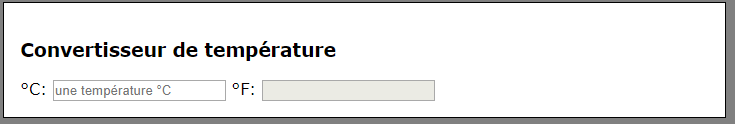 Convertisseur de température
°C: une température °C °F: